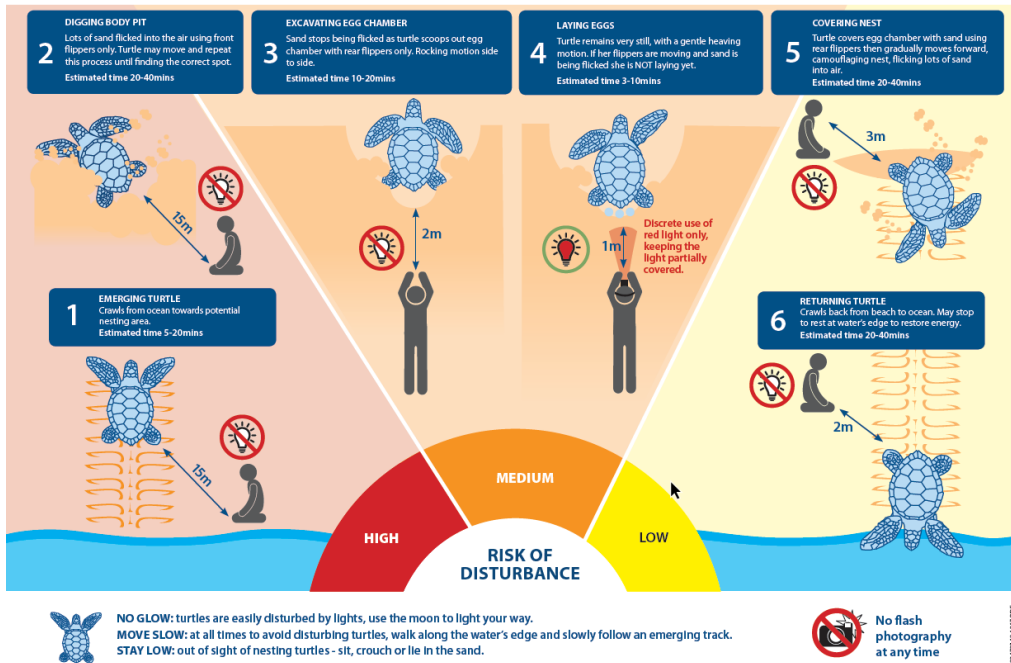 2
DIGGING BODY PIT
Lots of sand flicked into the air using front
flippers only. Turtle may move and repeat
this process until finding the correct spot.
Estimated time 20-40mins
3
EXCAVATING EGG CHAMBER
Sand stops being flicked as turtle scoops out egg
chamber with rear flippers only. Rocking motion side
to side.
Estimated time 10-20mins
4
LAYING EGGS
Turtle remains very still, with a gentle heaving
motion. If her flippers are moving and sand is
being flicked she is NOT laying yet.
Estimated time 3-10mins
5
COVERING NEST
Turtle covers egg chamber with sand using
rear flippers then gradually moves forward,
camouflaging nest, flicking lots of sand
into air.
Estimated time 20-40mins
15m
2m
1m
Discrete use of
red light only,
keeping the
light partially
covered.
3m
1
EMERGING TURTLE
Crawls from ocean towards potential
nesting area.
Estimated time 5-20mins
15m
6
RETURNING TURTLE
Crawls back from beach to ocean. May stop
to rest at water's edge to restore energy.
Estimated time 20-40mins
2m
HIGH
MEDIUM
LOW
RISK OF
DISTURBANCE
NO GLOW: turtles are easily disturbed by lights, use the moon to light your way.
MOVE SLOW: at all times to avoid disturbing turtles, walk along the water's edge and slowly follow an emerging track.
STAY LOW: out of sight of nesting turtles - sit, crouch or lie in the sand.
No flash
photography
at any time